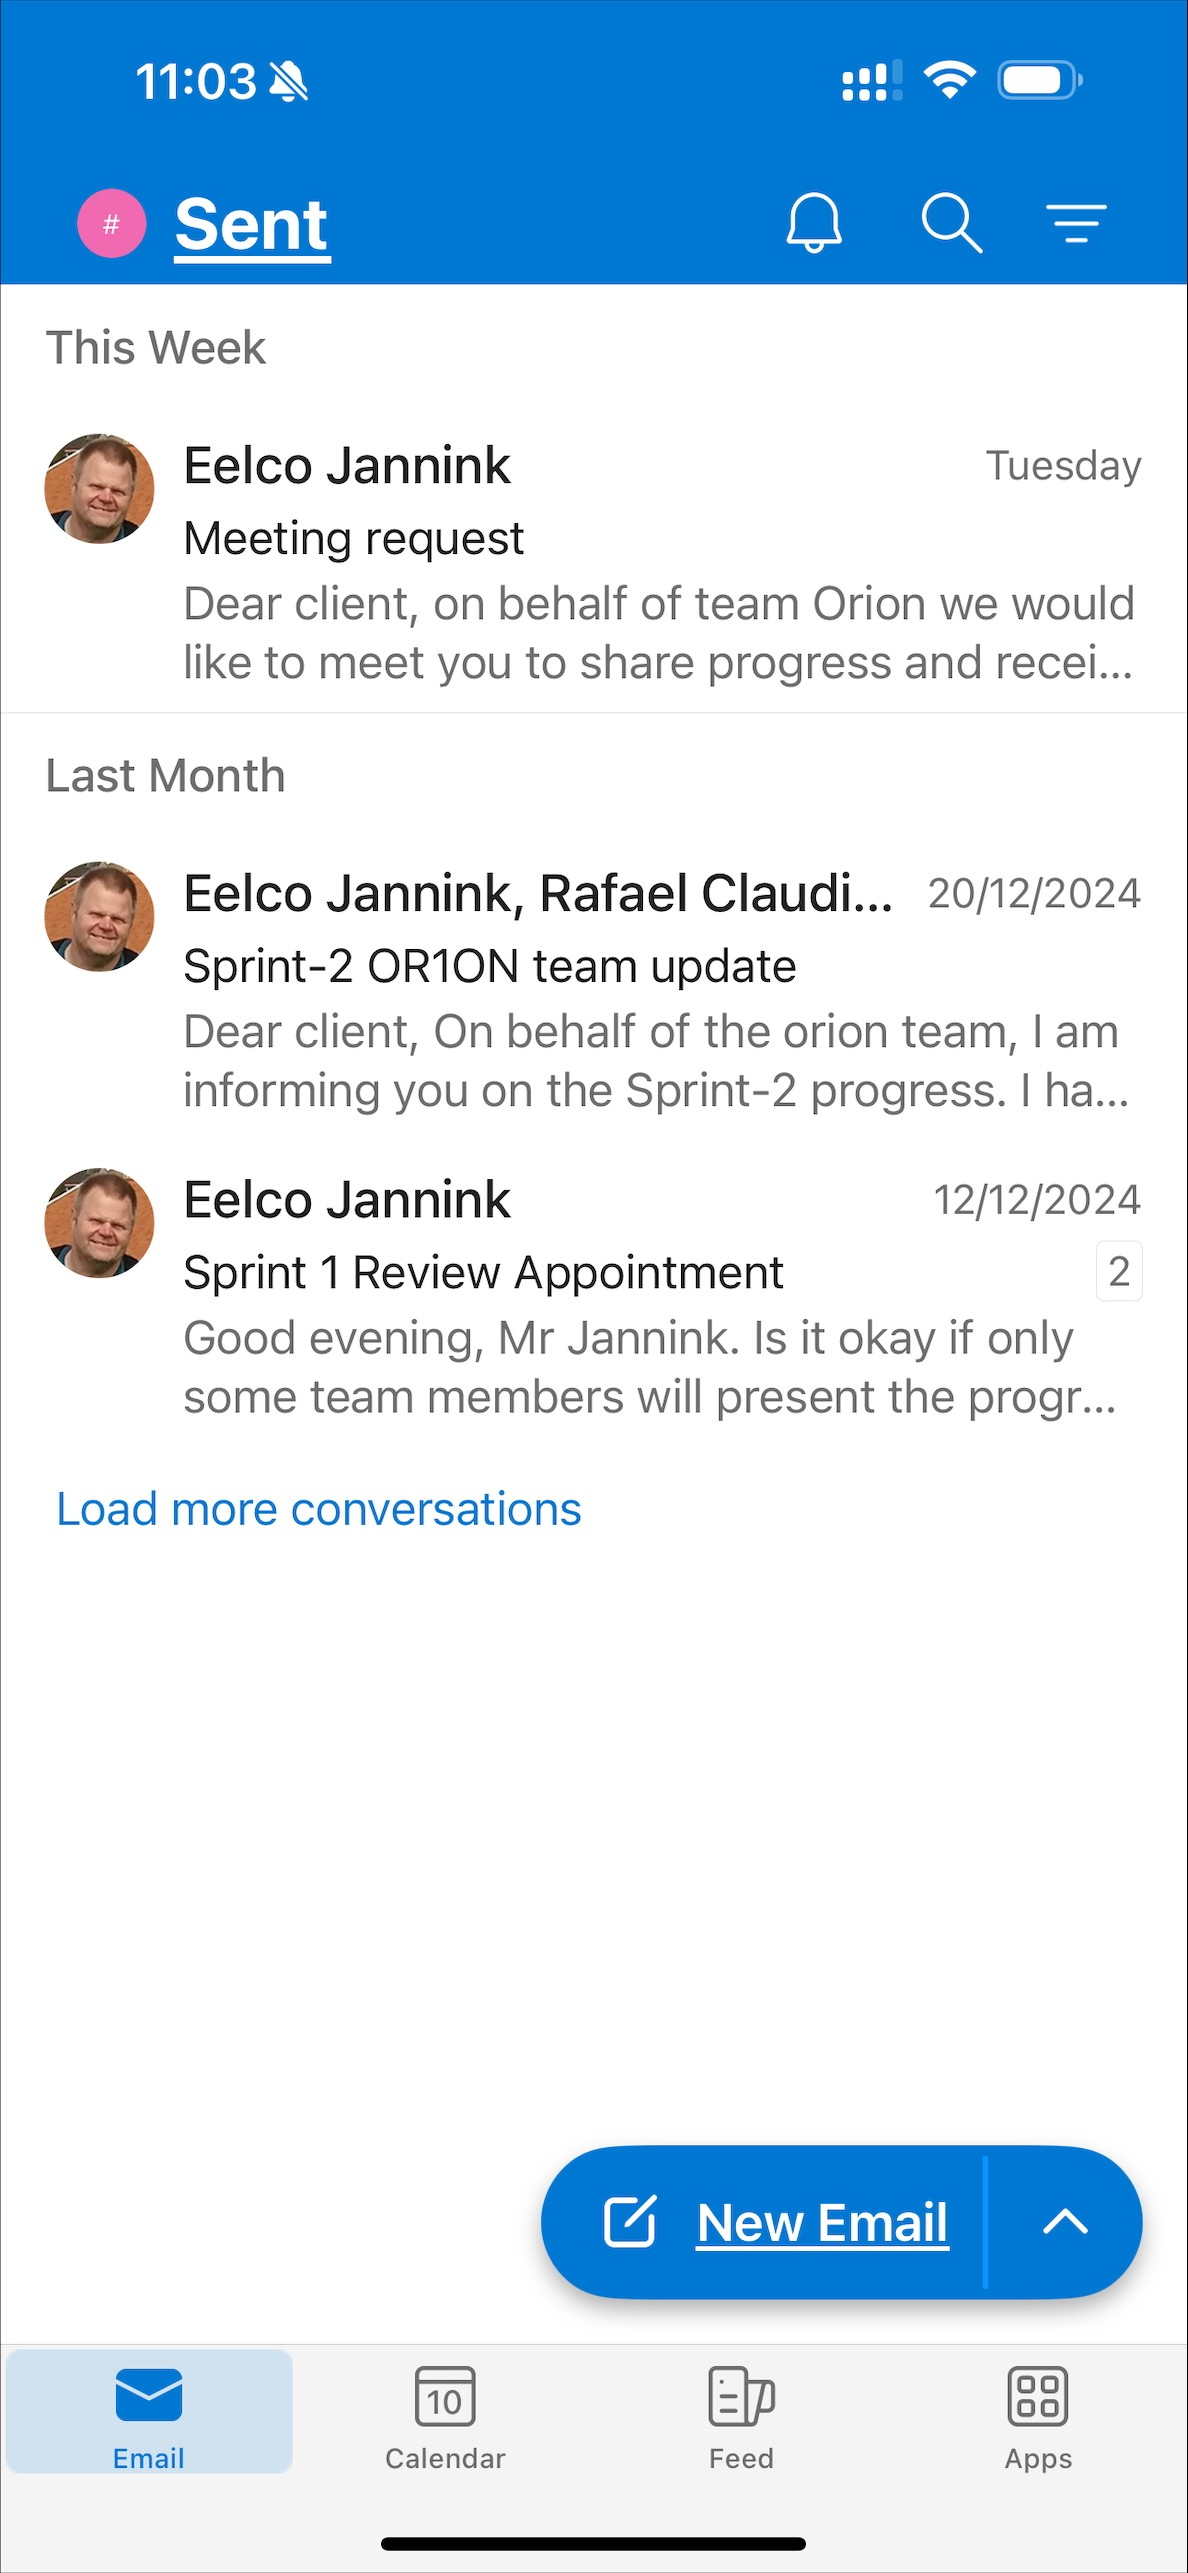 11:03
# Sent
This Week
Eelco Jannink Tuesday
Meeting request
Dear client, on behalf of team Orion we would
like to meet you to share progress and recei...
Last Month
Eelco Jannink, Rafael Claudi... 20/12/2024
Sprint-2 OR1ON team update
Dear client, On behalf of the orion team, I am
informing you on the Sprint-2 progress. I ha...
Eelco Jannink 12/12/2024
Sprint 1 Review Appointment 2
Good evening, Mr Jannink. Is it okay if only
some team members will present the progr...
Load more conversations
New Email
10
Email Calendar Feed Apps